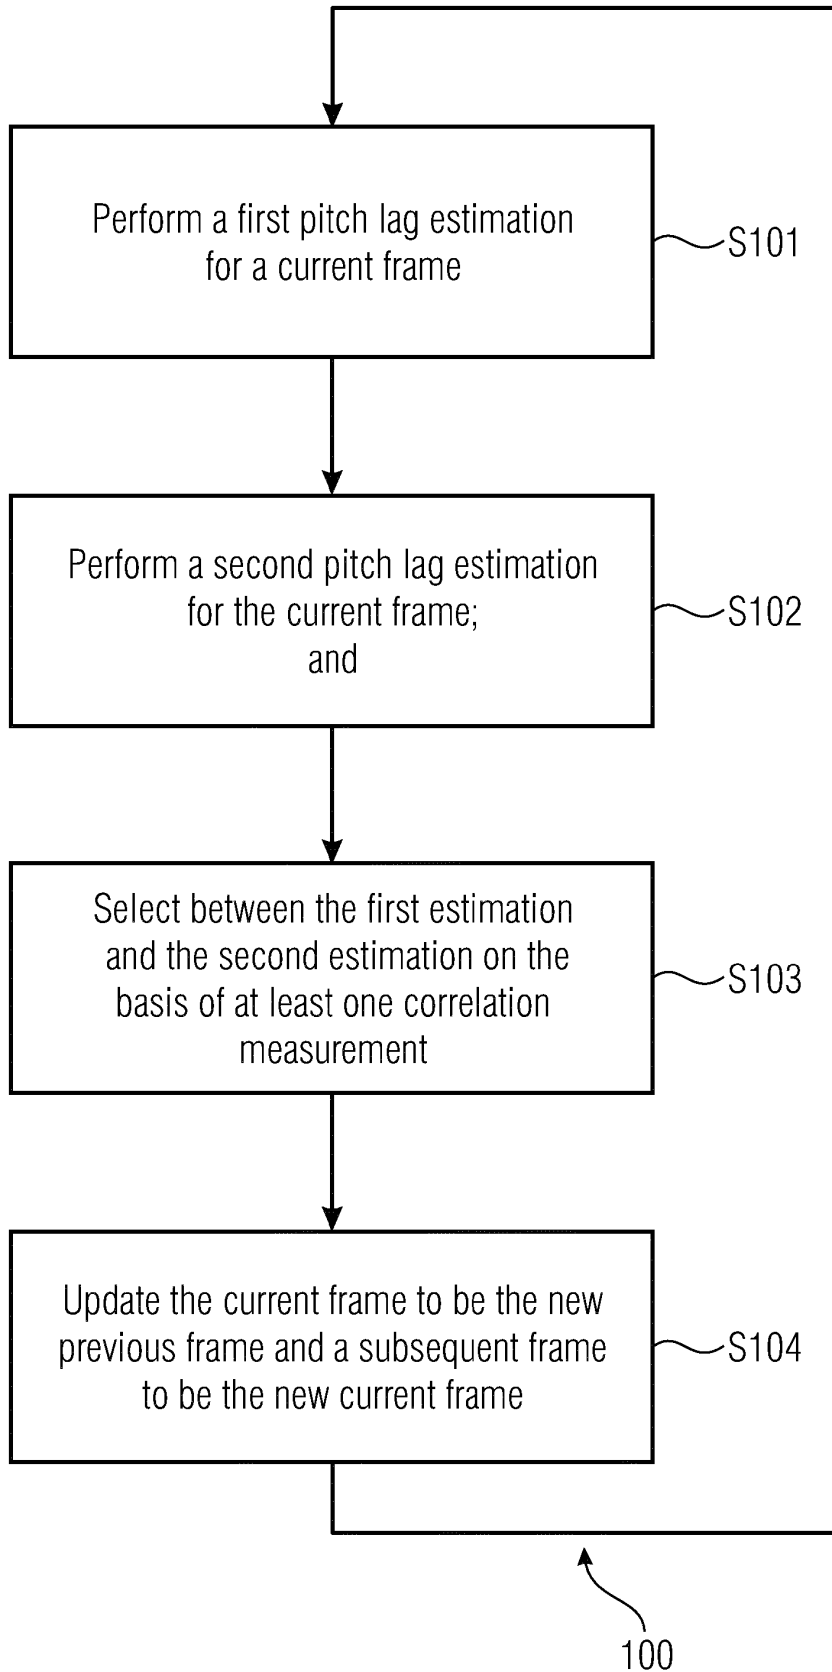 Perform a first pitch lag estimation
for a current frame
S101
Perform a second pitch lag estimation
for the current frame;
and
S102
Select between the first estimation
and the second estimation on the
basis of at least one correlation
measurement
S103
Update the current frame to be the new
previous frame and a subsequent frame
to be the new current frame
S104
100